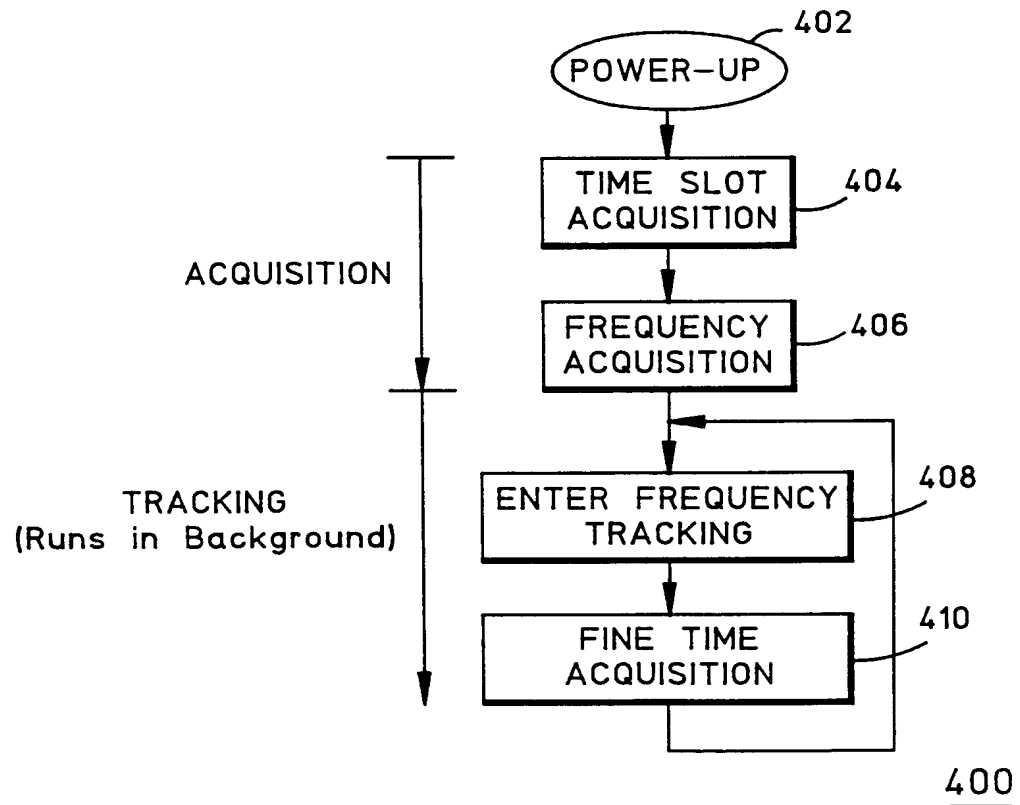 402
POWER-UP
TIME SLOT
ACQUISITION
404
ACQUISITION
FREQUENCY
ACQUISITION
406
TRACKING
(Runs in Background)
ENTER FREQUENCY
TRACKING
408
FINE TIME
ACQUISITION
410
400